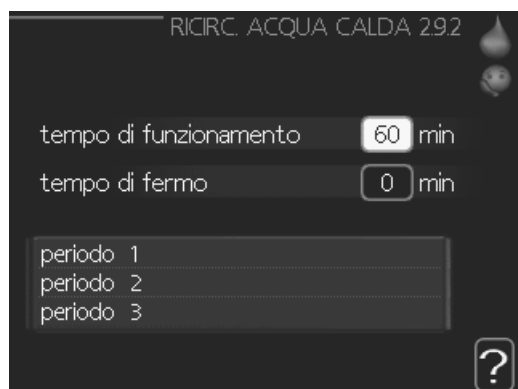 RICIRC. ACQUA CALDA 2.9.2
tempo di funzionamento 60 min
tempo di fermo 0 min
periodo 1
periodo 2
periodo 3
?